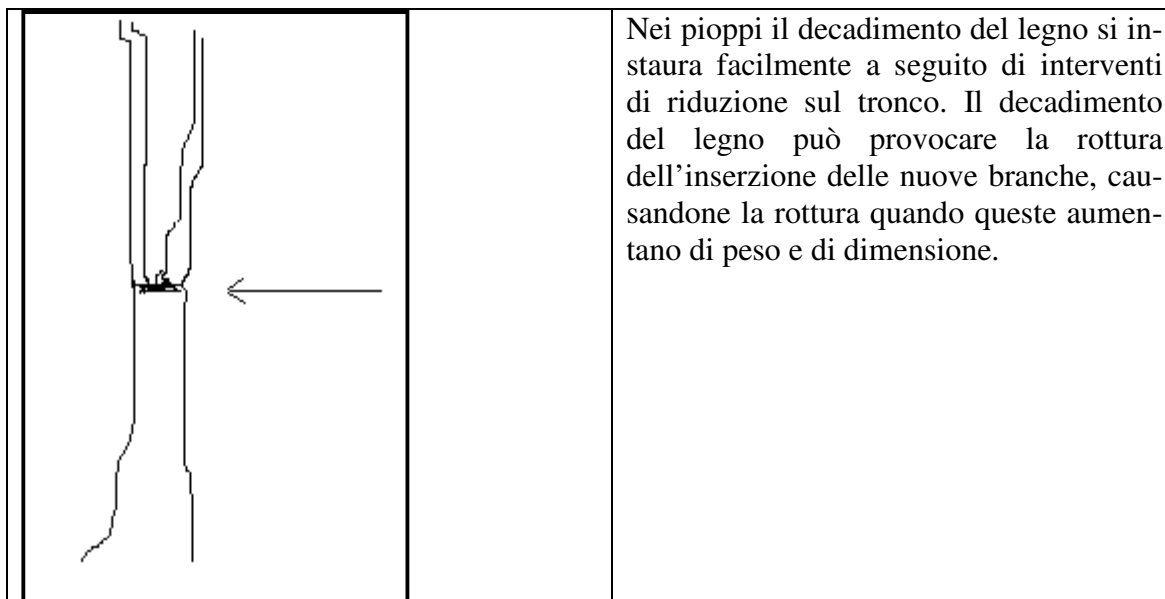 Nei pioppi il decadimento del legno si in-
staura facilmente a seguito di interventi
di riduzione sul tronco. Il decadimento
del legno può provocare la rottura
dell'inserzione delle nuove branche, cau-
sandone la rottura quando queste aumen-
tano di peso e di dimensione.